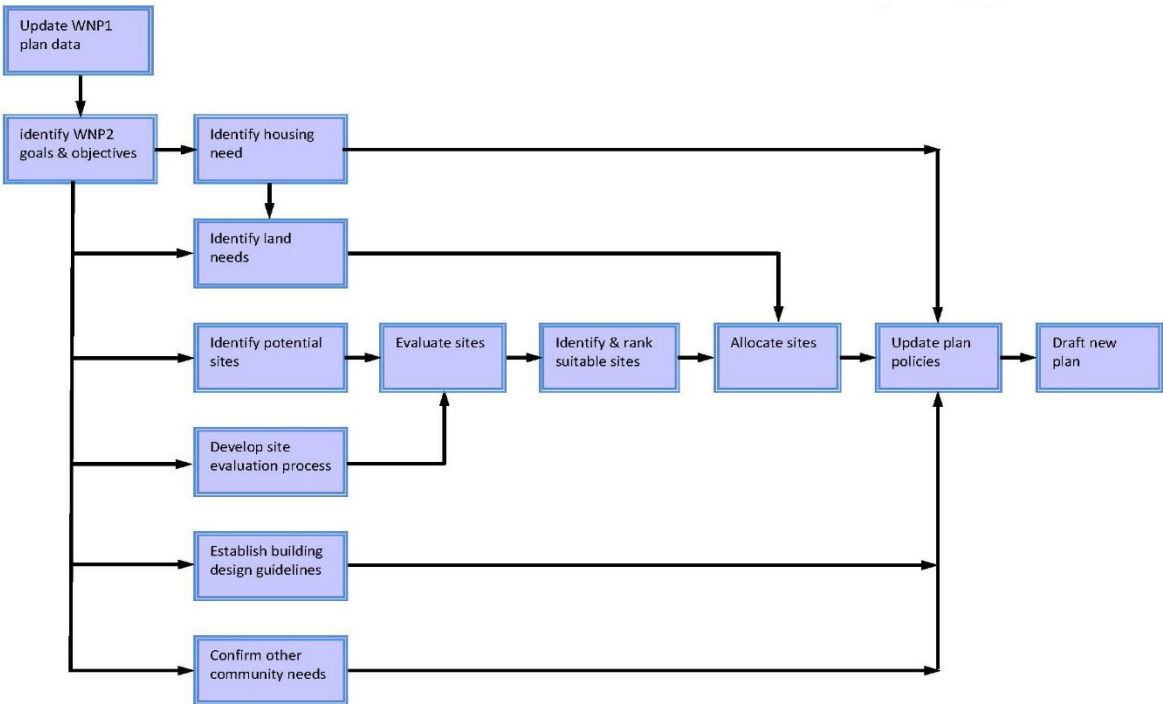 Update WNP1
plan data
identify WNP2
goals & objectives
Identify housing
need
Identify land
needs
Identify potential
sites
Evaluate sites
Identify & rank
suitable sites
Allocate sites
Update plan
policies
Draft new
plan
Develop site
evaluation process
Establish building
design guidelines
Confirm other
community needs